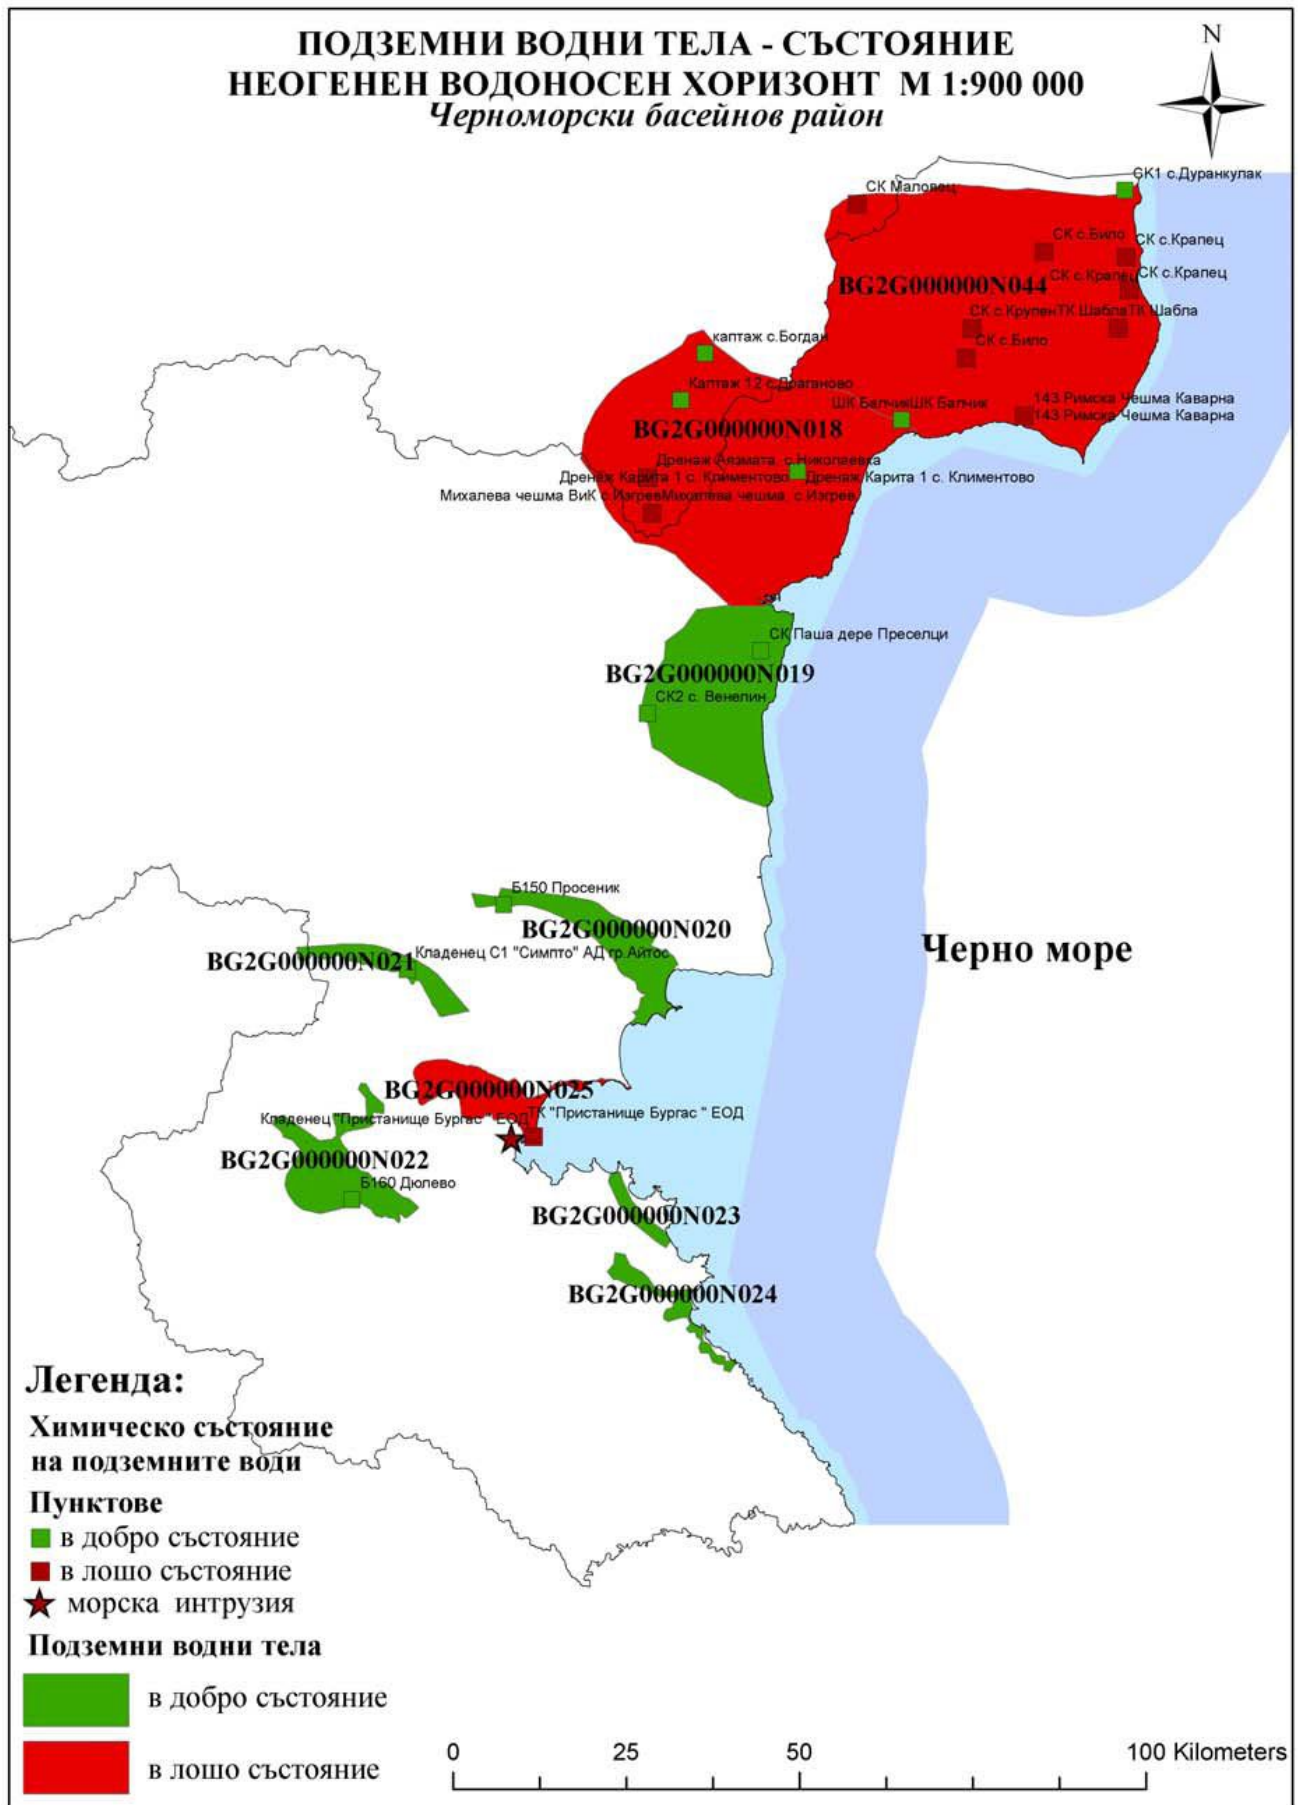 ПОДЗЕМНИ ВОДНИ ТЕЛА - СЪСТОЯНИЕ
НЕОГЕНЕН ВОДОНОСЕН ХОРИЗОНТ М 1:900 000
Черноморски басейнов район
N
СК1 с.Дуранкулак
СК Маловец
СК с.Било
СК с.Крапец
СК с.Крапец
СК с.Крапец
BG2G000000N044
СК с.Крупен
ТК Шабла
ТК Шабла
СК с.Било
каптаж с.Богдан
Каптаж 12 с.Драганово
ШК Балчик
ШК Балчик
143 Римска Чешма Каварна
143 Римска Чешма Каварна
BG2G000000N018
Дренаж Аязмата, с.Николаевка
Дренаж Карита 1 с. Климентово
Дренаж Карита 1 с. Климентово
Михалева чешма ВиК с.Изгрев
Михалева чешма, с.Изгрев
СК Паша дере Преселци
BG2G000000N019
СК2 с. Венелин
Б150 Просеник
BG2G000000N020
Кладенец С1 "Симпто" АД гр.Айтос
BG2G000000N021
Черно море
BG2G000000N025
Кладенец "Пристанище Бургас " ЕОД
ТК "Пристанище Бургас " ЕОД
BG2G000000N022
Б160 Дюлево
BG2G000000N023
BG2G000000N024
Легенда:
Химическо състояние
на подземните води
Пунктове
в добро състояние
в лошо състояние
морска интрузия
Подземни водни тела
в добро състояние
в лошо състояние
0 25 50 100 Kilometers